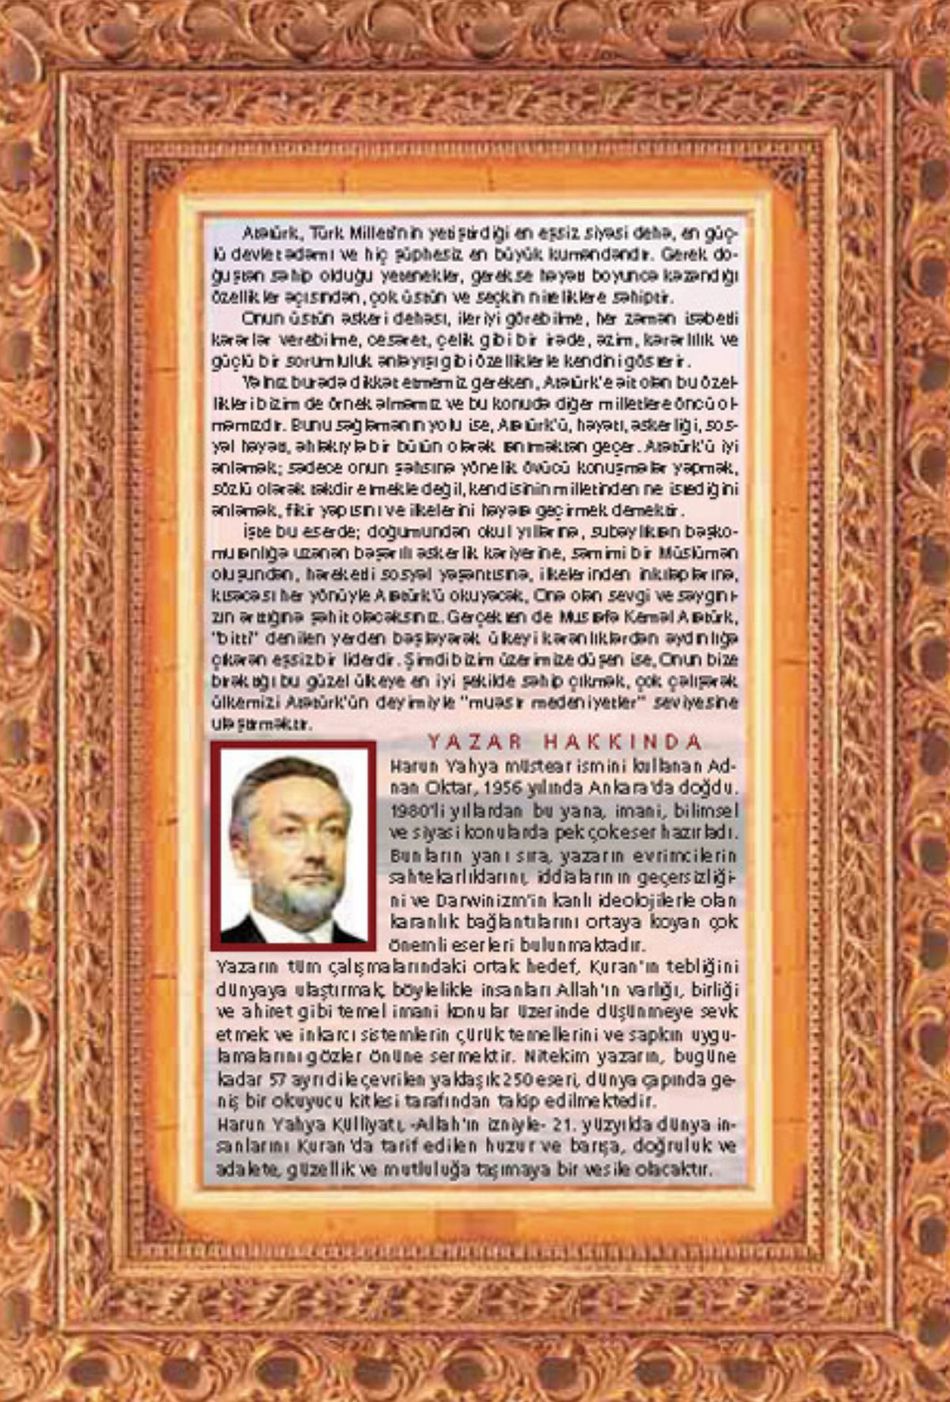 Atatürk, Türk Milleti'nin yetiştirdiği en eşsiz siyasi deha, en güç-
lü devlet adamı ve hiç şüphesiz en büyük kumandandır. Gerek do-
ğuştan sahip olduğu yetenekler, gerekse hayatı boyunca kazandığı
özellikler açısından, çok üstün ve seçkin niteliklere sahiptir.
Onun üstün askeri dehası, ileriyi görebilme, her zaman isabetli
kararlar verebilme, cesaret, çelik gibi bir irade, azim, kararlılık ve
güçlü bir sorumluluk anlayışı gibi özelliklerle kendini gösterir.
Yalnız burada dikkat etmemiz gereken, Atatürk'e ait olan bu özel-
likleri bizim de örnek almamız ve bu konuda diğer milletlere öncü ol-
mamızdır. Bunu sağlamanın yolu ise, Atatürk'ü, hayatı, askerliği, sos-
yal hayatı, ahlakıyla bir bütün olarak tanımaktan geçer. Atatürk'ü iyi
anlamak; sadece onun şahsına yönelik övücü konuşmalar yapmak,
sözlü olarak takdir etmekle değil, kendisinin milletinden ne istediğini
anlamak, fikir yapısını ve ilkelerini hayata geçirmek demektir.
İşte bu eserde; doğumundan okul yıllarına, subaylıktan başko-
mutanlığa uzanan başarılı askerlik kariyerine, samimi bir Müslüman
oluşundan, hareketli sosyal yaşantısına, ilkelerinden inkılaplarına,
kısacası her yönüyle Atatürk'ü okuyacak, Ona olan sevgi ve saygını-
zın arttığına şahit olacaksınız. Gerçekten de Mustafa Kemal Atatürk,
"bitti" denilen yerden başlayarak ülkeyi karanlıklardan aydınlığa
çıkaran eşsiz bir liderdir. Şimdi bizim üzerimize düşen ise, Onun bize
bıraktığı bu güzel ülkeye en iyi şekilde sahip çıkmak, çok çalışarak
ülkemizi Atatürk'ün deyimiyle "muasır medeniyetler" seviyesine
ulaştırmaktır.
YAZAR HAKKINDA
Harun Yahya müstear ismini kullanan Ad-
nan Oktar, 1956 yılında Ankara'da doğdu.
1980'li yıllardan bu yana, imani, bilimsel
ve siyasi konularda pek çok eser hazırladı.
Bunların yanı sıra, yazarın evrimcilerin
sahtekarlıklarını, iddialarının geçersizliği-
ni ve Darwinizm'in kanlı ideolojilerle olan
karanlık bağlantılarını ortaya koyan çok
önemli eserleri bulunmaktadır.
Yazarın tüm çalışmalarındaki ortak hedef, Kuran'ın tebliğini
dünyaya ulaştırmak, böylelikle insanları Allah'ın varlığı, birliği
ve ahiret gibi temel imani konular üzerinde düşünmeye sevk
etmek ve inkarcı sistemlerin çürük temellerini ve sapkın uygu-
lamalarını gözler önüne sermektir. Nitekim yazarın, bugüne
kadar 57 ayrı dile çevrilen yaklaşık 250 eseri, dünya çapında ge-
niş bir okuyucu kitlesi tarafından takip edilmektedir.
Harun Yahya Külliyatı, -Allah'ın izniyle- 21. yüzyılda dünya in-
sanlarını Kuran'da tarif edilen huzur ve barışa, doğruluk ve
adalete, güzellik ve mutluluğa taşımaya bir vesile olacaktır.